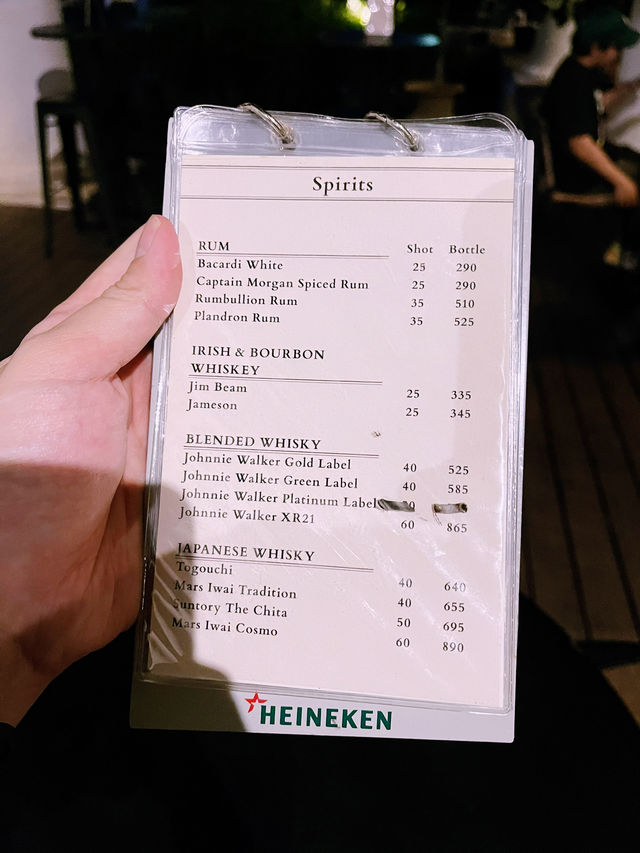 Spirits
RUM Shot Bottle
Bacardi White 25 290
Captain Morgan Spiced Rum 25 290
Rumbullion Rum 35 510
Plandron Rum 35 525
IRISH & BOURBON
WHISKEY
Jim Beam 25 335
Jameson 25 345
BLENDED WHISKY
Johnnie Walker Gold Label 40 525
Johnnie Walker Green Label 40 585
Johnnie Walker Platinum Label
Johnnie Walker XR21 60 865
JAPANESE WHISKY
Togouchi 40 640
Mars Iwai Tradition 40 655
Suntory The Chita 50 695
Mars Iwai Cosmo 60 890
HEINEKEN